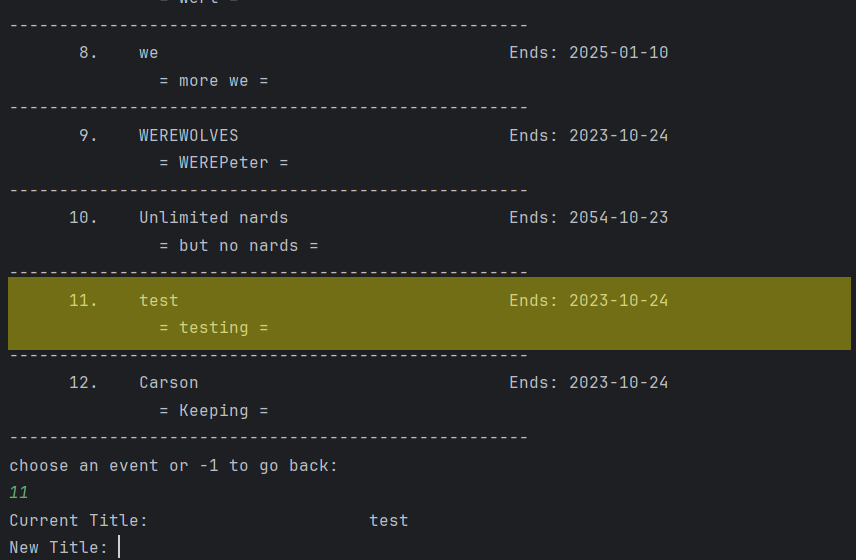 8. we Ends: 2025-01-10
= more we =
----------------------------------------------------
9. WEREWOLVES Ends: 2023-10-24
= WEREPeter =
----------------------------------------------------
10. Unlimited nards Ends: 2054-10-23
= but no nards =
----------------------------------------------------
11. test Ends: 2023-10-24
= testing =
----------------------------------------------------
12. Carson Ends: 2023-10-24
= Keeping =
----------------------------------------------------
choose an event or -1 to go back:
11
Current Title: test
New Title: